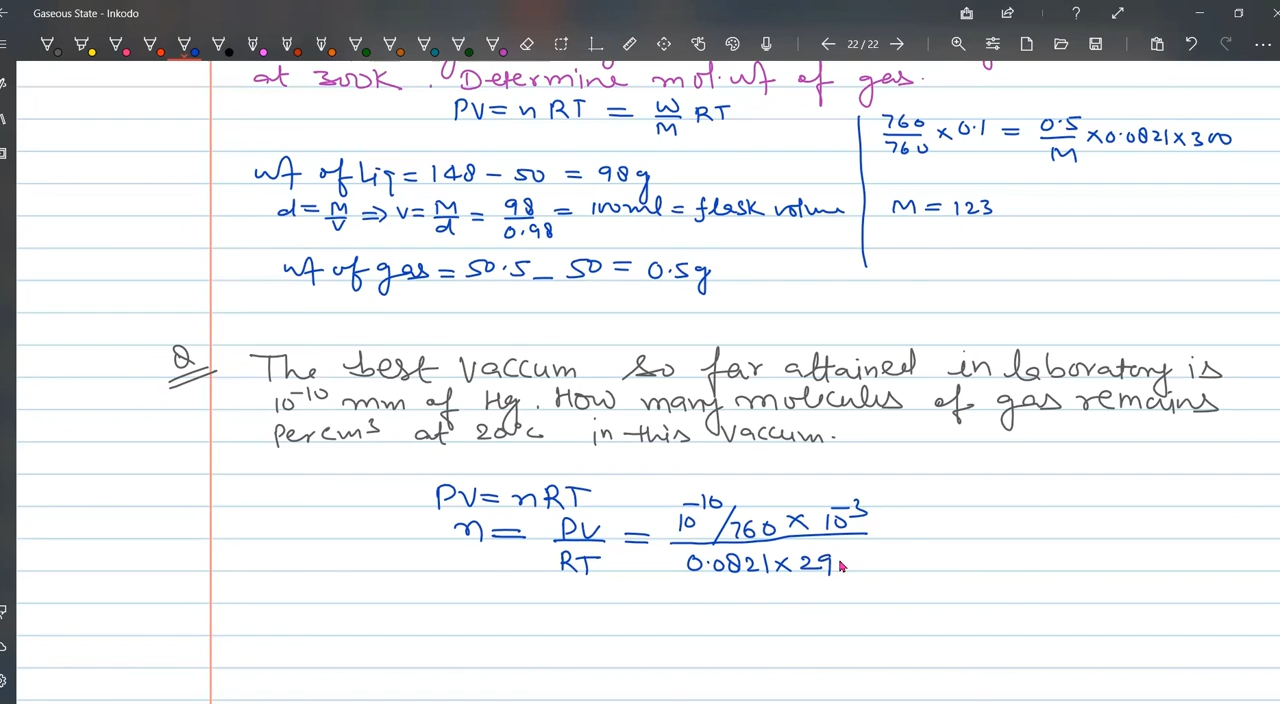 Gaseous State - Inkodo
22/22
at 300K. Determine mol. wt of gas.
PV = nRT = W/M RT
760/760 × 0.1 = 0.5/M × 0.0821 × 300
wt of liq = 148 - 50 = 98g
d = M/V ⇒ V = M/d = 98/0.98 = 100ml = flask volume
M = 123
wt of gas = 50.5 - 50 = 0.5g
Q The best vaccum so far attained in laboratory is
10⁻¹⁰ mm of Hg. How many molecules of gas remains
per cm³ at 20°c in this vaccum.
PV = nRT
n = PV/RT = 10⁻¹⁰/760 × 10⁻³ / 0.0821 × 29